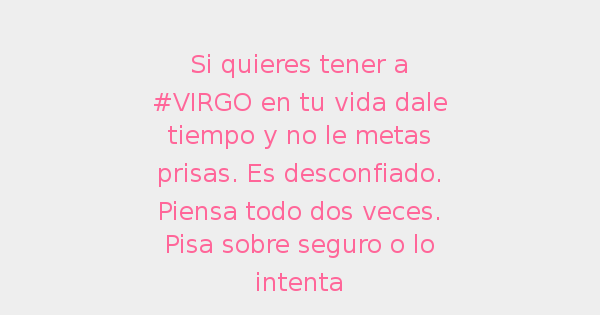 Si quieres tener a
#VIRGO en tu vida dale
tiempo y no le metas
prisas. Es desconfiado.
Piensa todo dos veces.
Pisa sobre seguro o lo
intenta